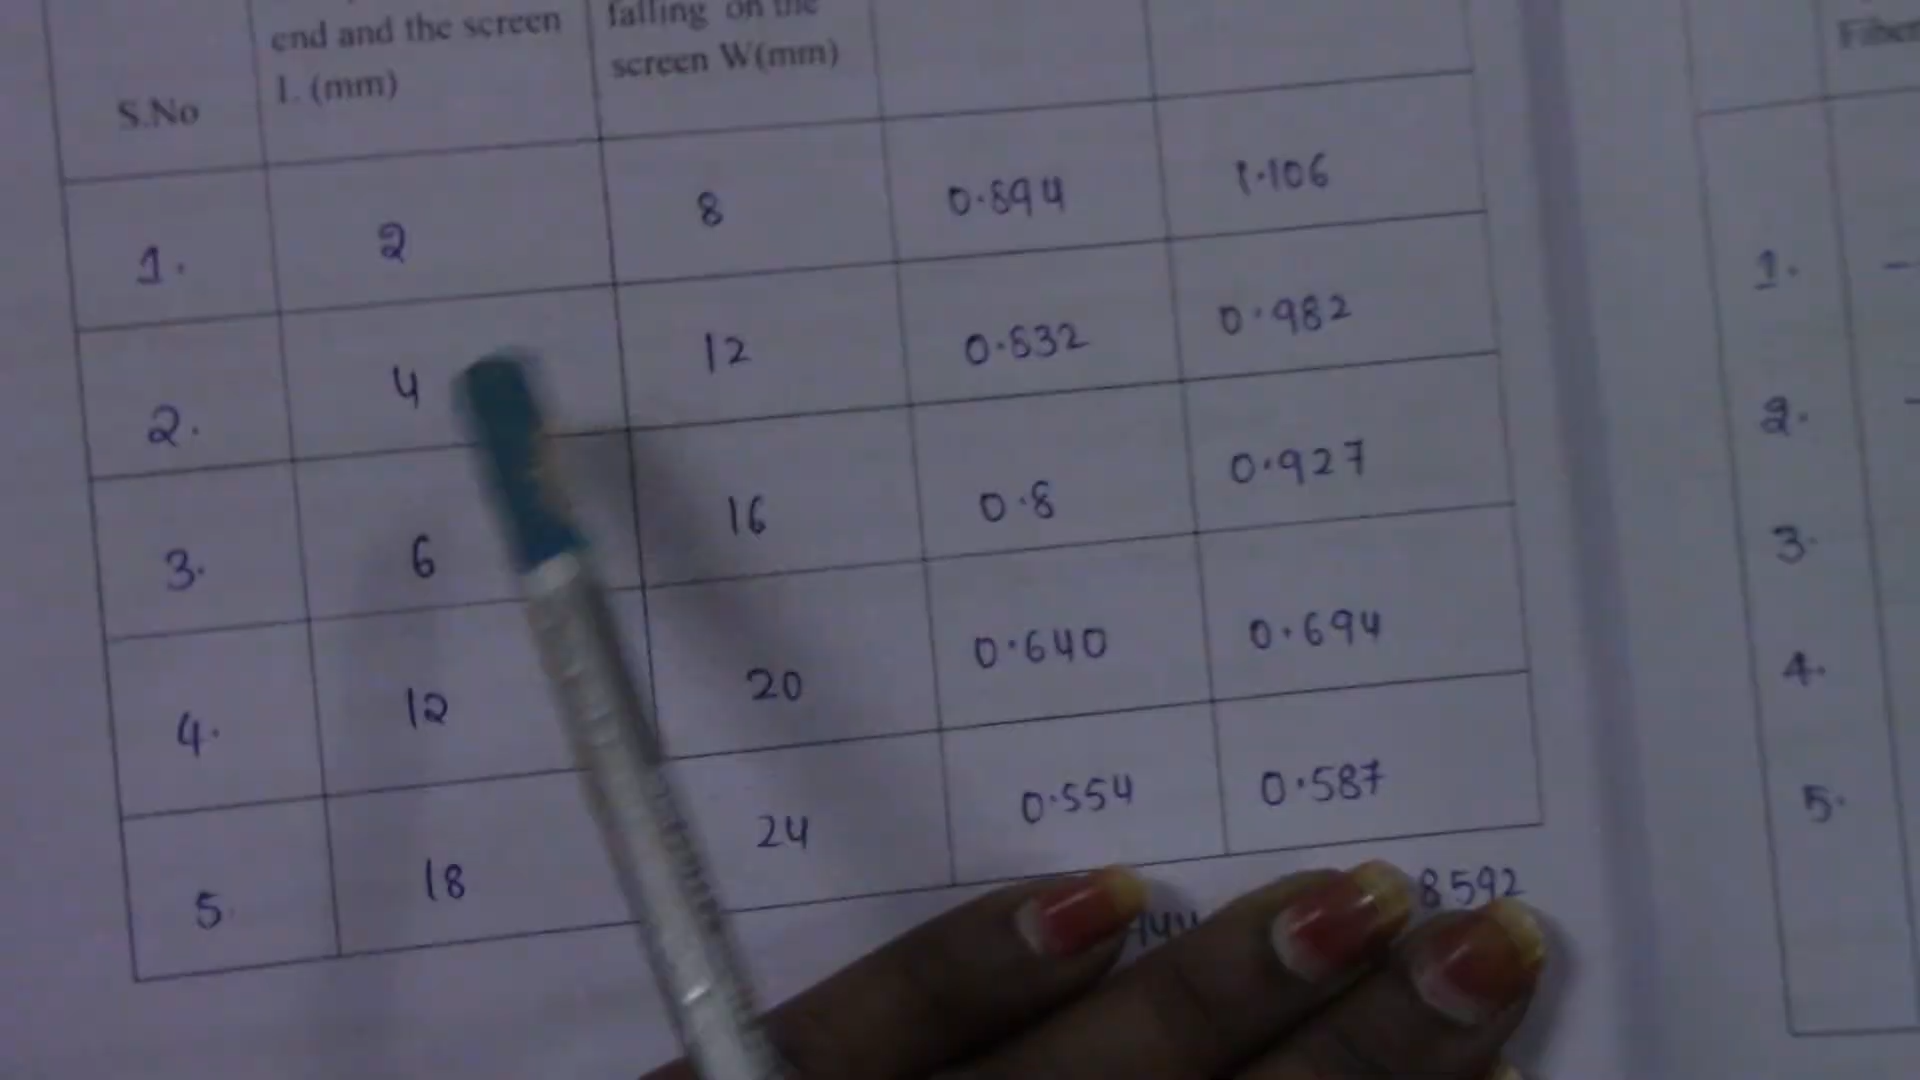 end and the screen
L (mm)
falling on the
screen W(mm)
S.No
1. 2 8 0.894 1.106
2. 4 12 0.832 0.982
3. 6 16 0.8 0.927
4. 12 20 0.640 0.694
5. 18 24 0.554 0.587
8592
Fiber
1.
2.
3.
4.
5.